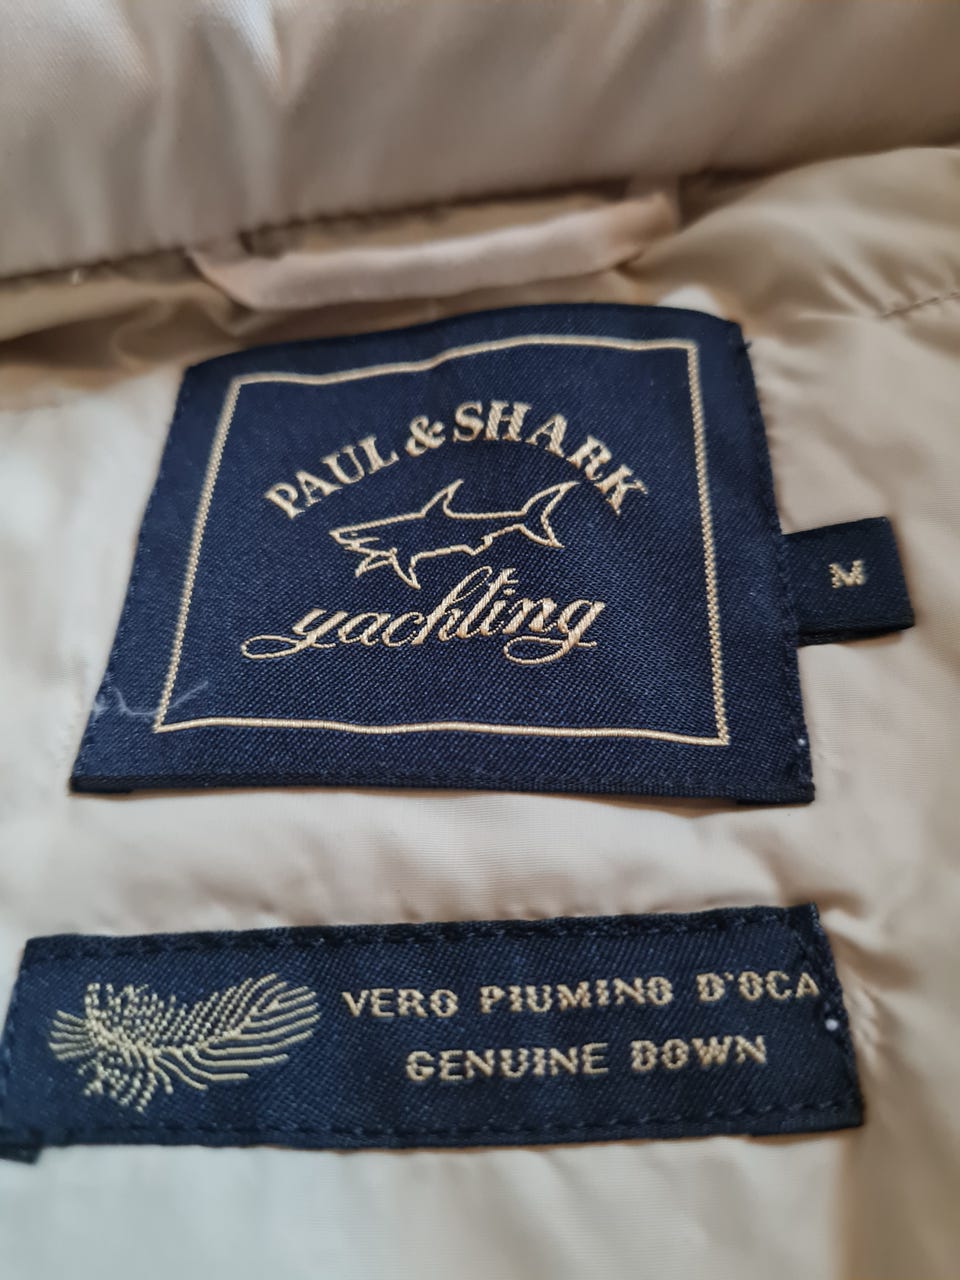 PAUL & SHARK
yachting
M
VERO PIUMINO D'OCA
GENUINE DOWN